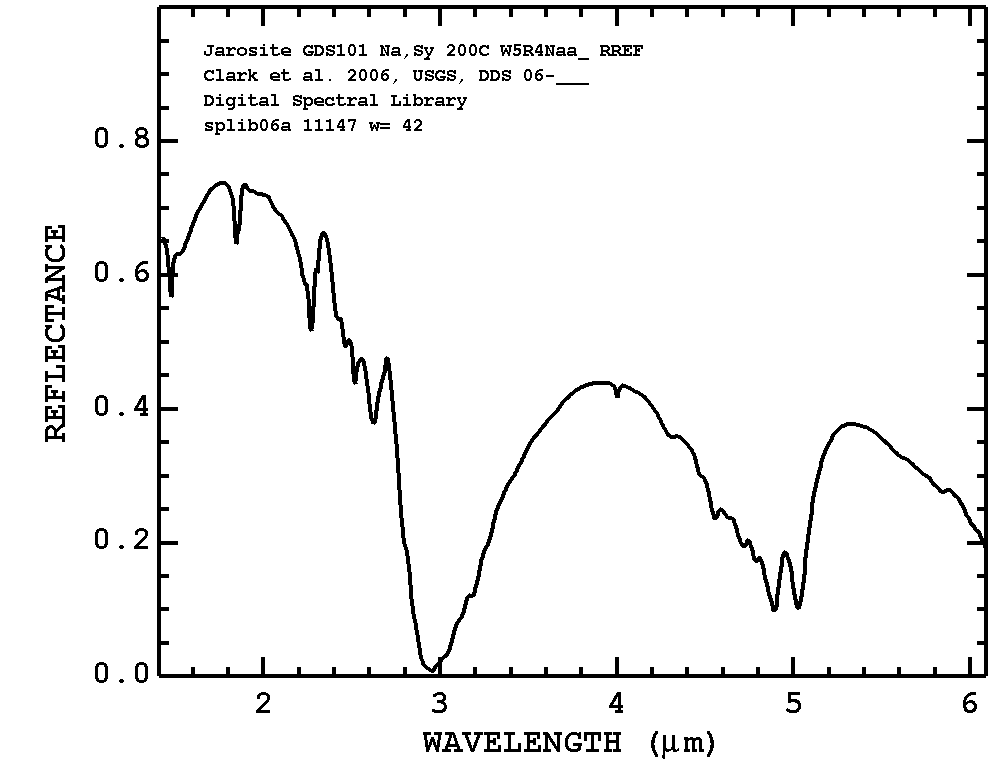 Jarosite GDS101 Na,Sy 200C W5R4Naa_ RREF
Clark et al. 2006, USGS, DDS 06-___
Digital Spectral Library
splib06a 11147 w= 42
0.8
0.6
0.4
0.2
0.0
REFLECTANCE
2 3 4 5 6
WAVELENGTH (μm)